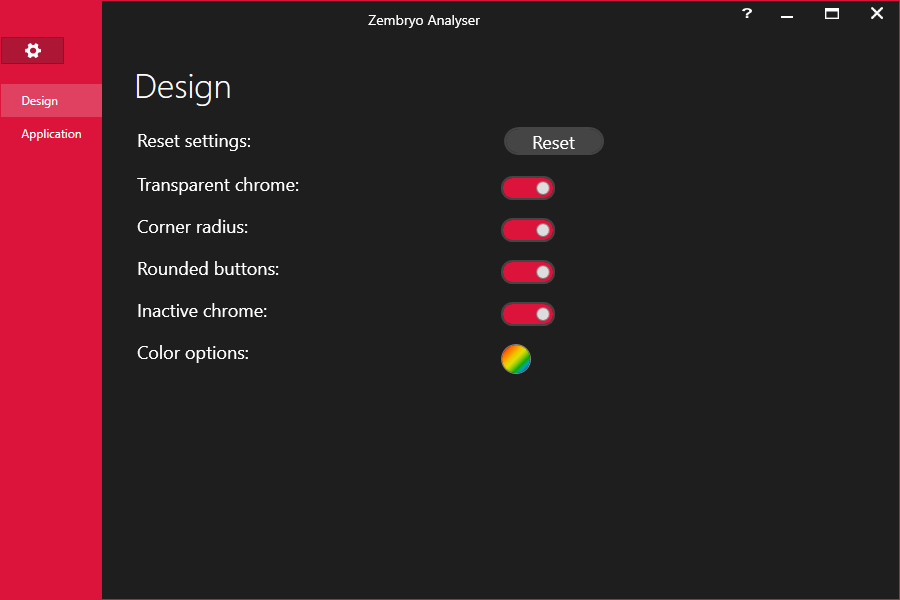 Zembryo Analyser
?
Design
Application
Design
Reset settings:
Reset
Transparent chrome:
Corner radius:
Rounded buttons:
Inactive chrome:
Color options: